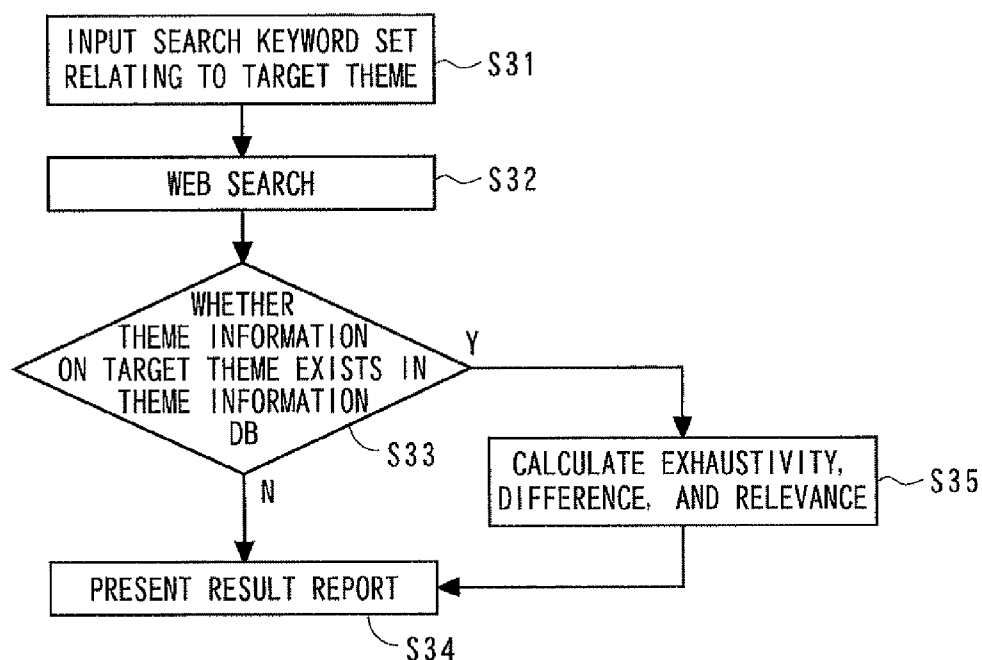 INPUT SEARCH KEYWORD SET
RELATING TO TARGET THEME
S31
WEB SEARCH
S32
WHETHER
THEME INFORMATION
ON TARGET THEME EXISTS IN
THEME INFORMATION
DB
Y
S33
N
CALCULATE EXHAUSTIVITY,
DIFFERENCE, AND RELEVANCE
S35
PRESENT RESULT REPORT
S34